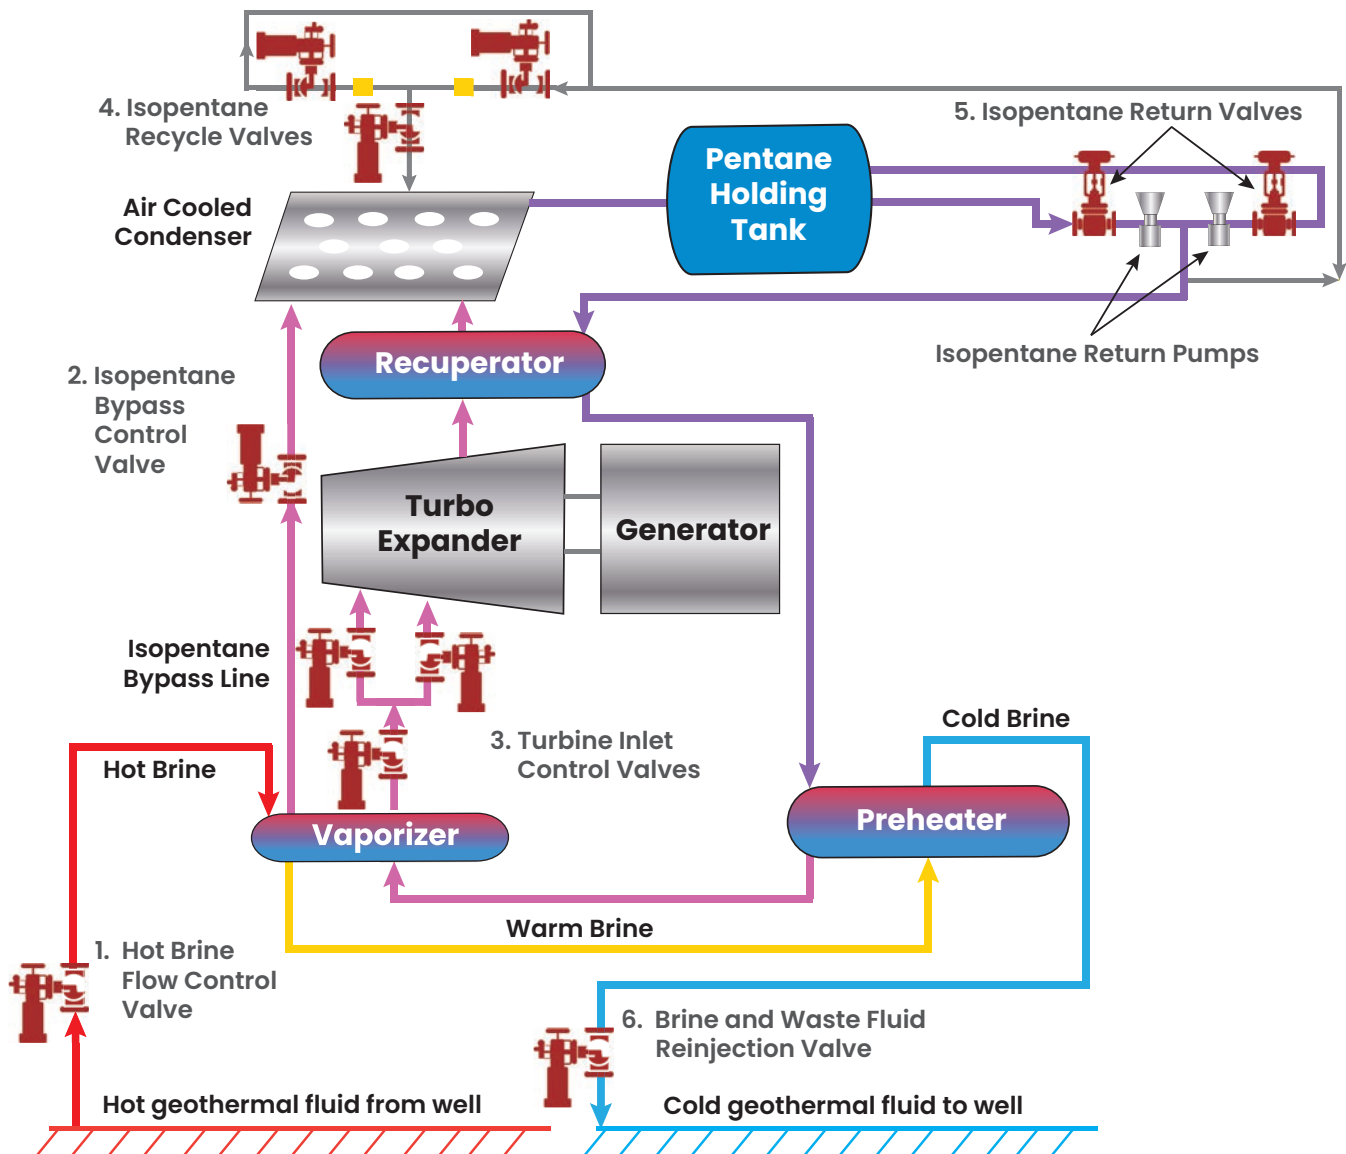 4. Isopentane
Recycle Valves
5. Isopentane Return Valves
Pentane
Holding
Tank
Air Cooled
Condenser
Isopentane Return Pumps
Recuperator
2. Isopentane
Bypass
Control
Valve
Turbo
Expander
Generator
Isopentane
Bypass Line
3. Turbine Inlet
Control Valves
Cold Brine
Hot Brine
Vaporizer
Preheater
Warm Brine
1. Hot Brine
Flow Control
Valve
6. Brine and Waste Fluid
Reinjection Valve
Hot geothermal fluid from well
Cold geothermal fluid to well